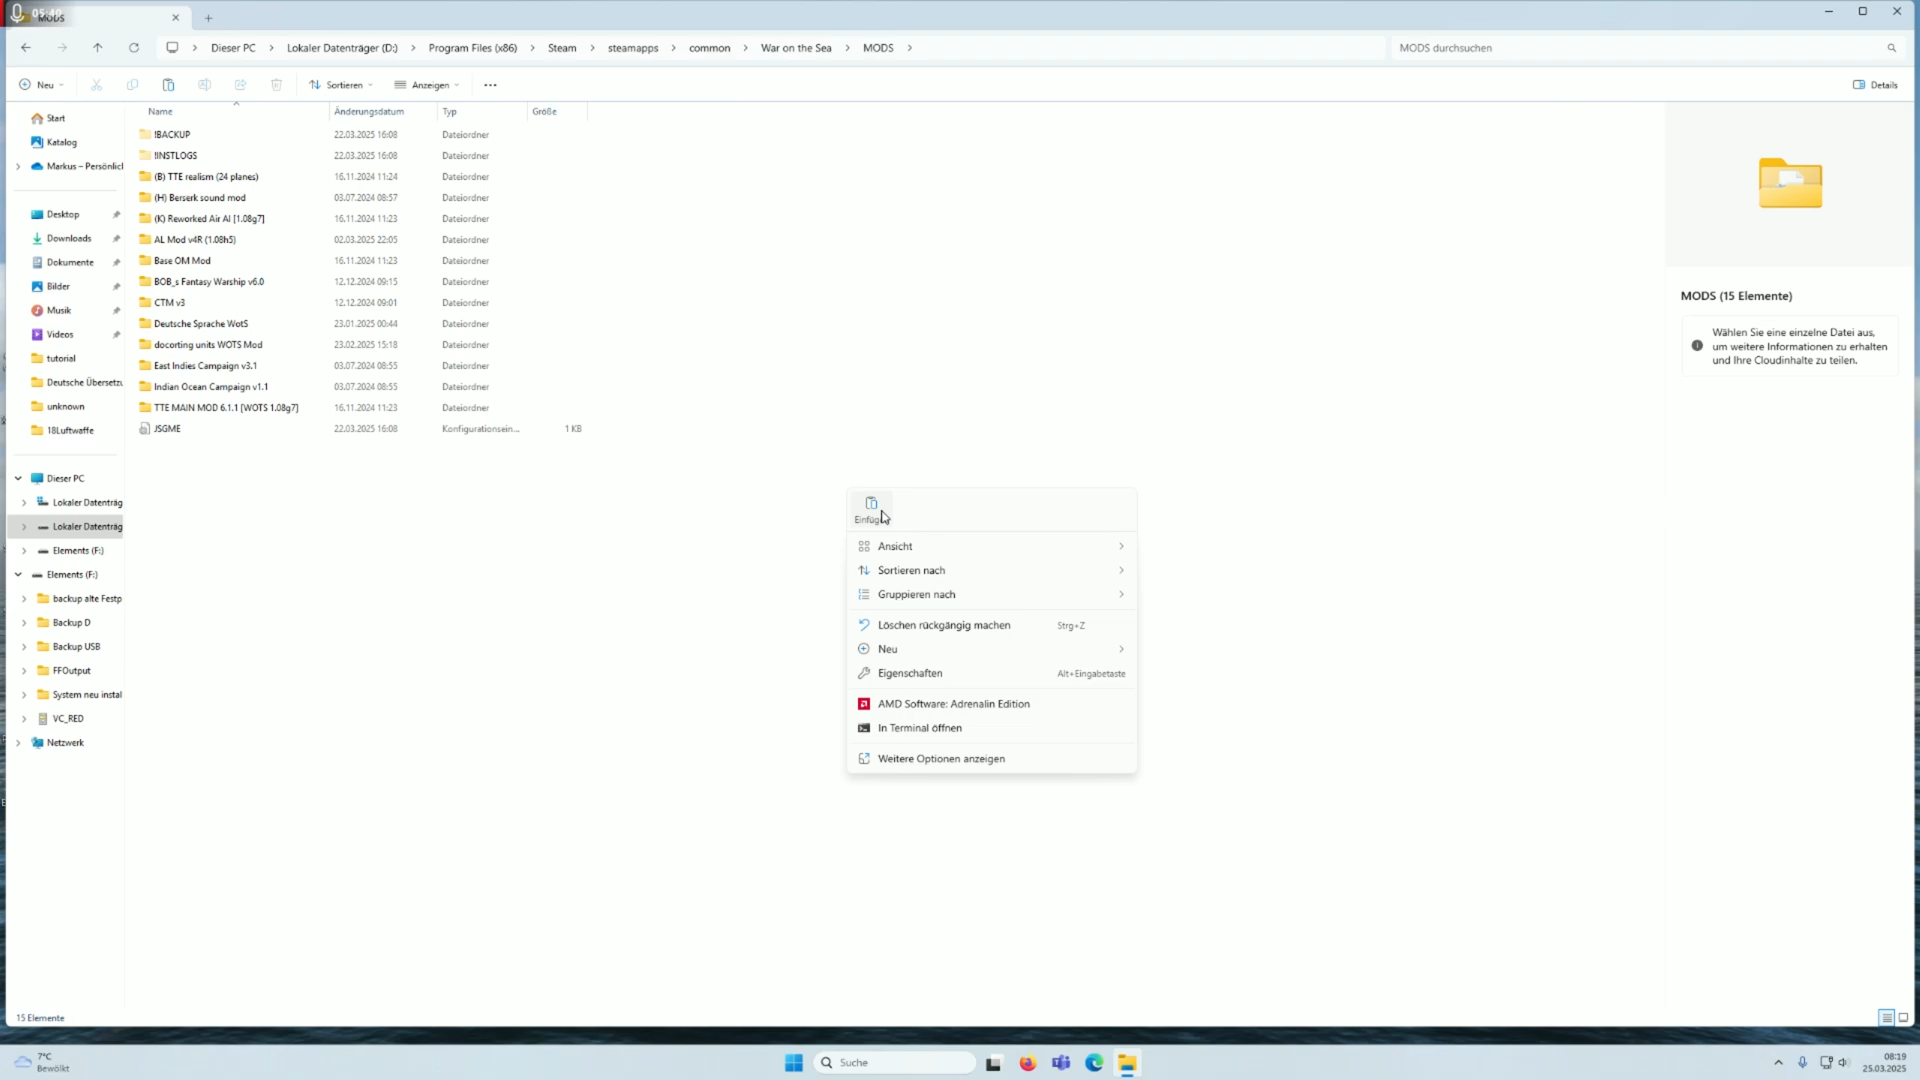 05:40
MODS
Dieser PC
Lokaler Datenträger (D:)
Program Files (x86)
Steam
steamapps
common
War on the Sea
MODS
MODS durchsuchen
Neu
Sortieren
Anzeigen
Details
Start
Katalog
Markus – Persönlich
Desktop
Downloads
Dokumente
Bilder
Musik
Videos
tutorial
Deutsche Übersetzu
unknown
18Luftwaffe
Dieser PC
Lokaler Datenträg
Lokaler Datenträg
Elements (F:)
Elements (F:)
backup alte Festp
Backup D
Backup USB
FFOutput
System neu instal
VC_RED
Netzwerk
Name Änderungsdatum Typ Größe
!BACKUP 22.03.2025 16:08 Dateiordner
!INSTLOGS 22.03.2025 16:08 Dateiordner
(B) TTE realism (24 planes) 16.11.2024 11:24 Dateiordner
(H) Berserk sound mod 03.07.2024 08:57 Dateiordner
(K) Reworked Air AI [1.08g7] 16.11.2024 11:23 Dateiordner
AL Mod v4R (1.08h5) 02.03.2025 22:05 Dateiordner
Base OM Mod 16.11.2024 11:23 Dateiordner
BOB_s Fantasy Warship v6.0 12.12.2024 09:15 Dateiordner
CTM v3 12.12.2024 09:01 Dateiordner
Deutsche Sprache WotS 23.01.2025 00:44 Dateiordner
docorting units WOTS Mod 23.02.2025 15:18 Dateiordner
East Indies Campaign v3.1 03.07.2024 08:55 Dateiordner
Indian Ocean Campaign v1.1 03.07.2024 08:55 Dateiordner
TTE MAIN MOD 6.1.1 [WOTS 1.08g7] 16.11.2024 11:23 Dateiordner
JSGME 22.03.2025 16:08 Konfigurationsein... 1 KB
Einfüg
Ansicht
Sortieren nach
Gruppieren nach
Löschen rückgängig machen Strg+Z
Neu
Eigenschaften Alt+Eingabetaste
AMD Software: Adrenalin Edition
In Terminal öffnen
Weitere Optionen anzeigen
MODS (15 Elemente)
Wählen Sie eine einzelne Datei aus,
um weitere Informationen zu erhalten
und Ihre Cloudinhalte zu teilen.
15 Elemente
7°C
Bewölkt
Suche
08:19
25.03.2025